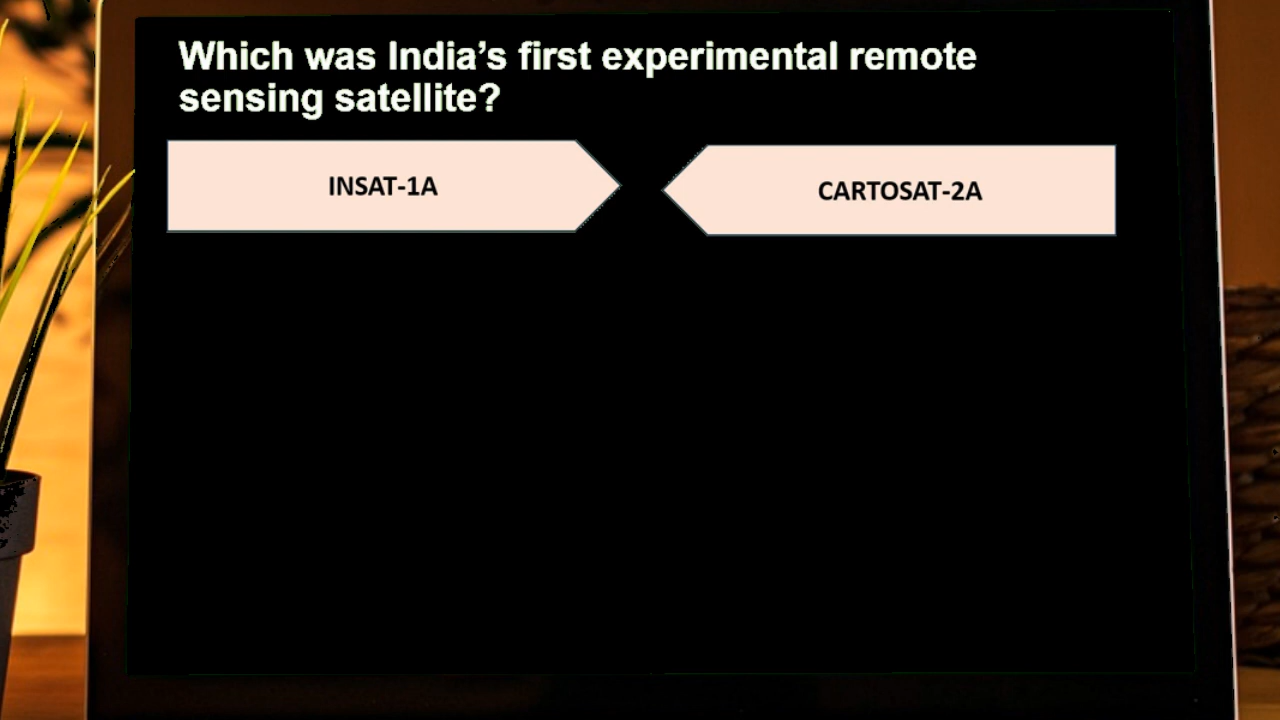 Which was India’s first experimental remote
sensing satellite?
INSAT-1A
CARTOSAT-2A